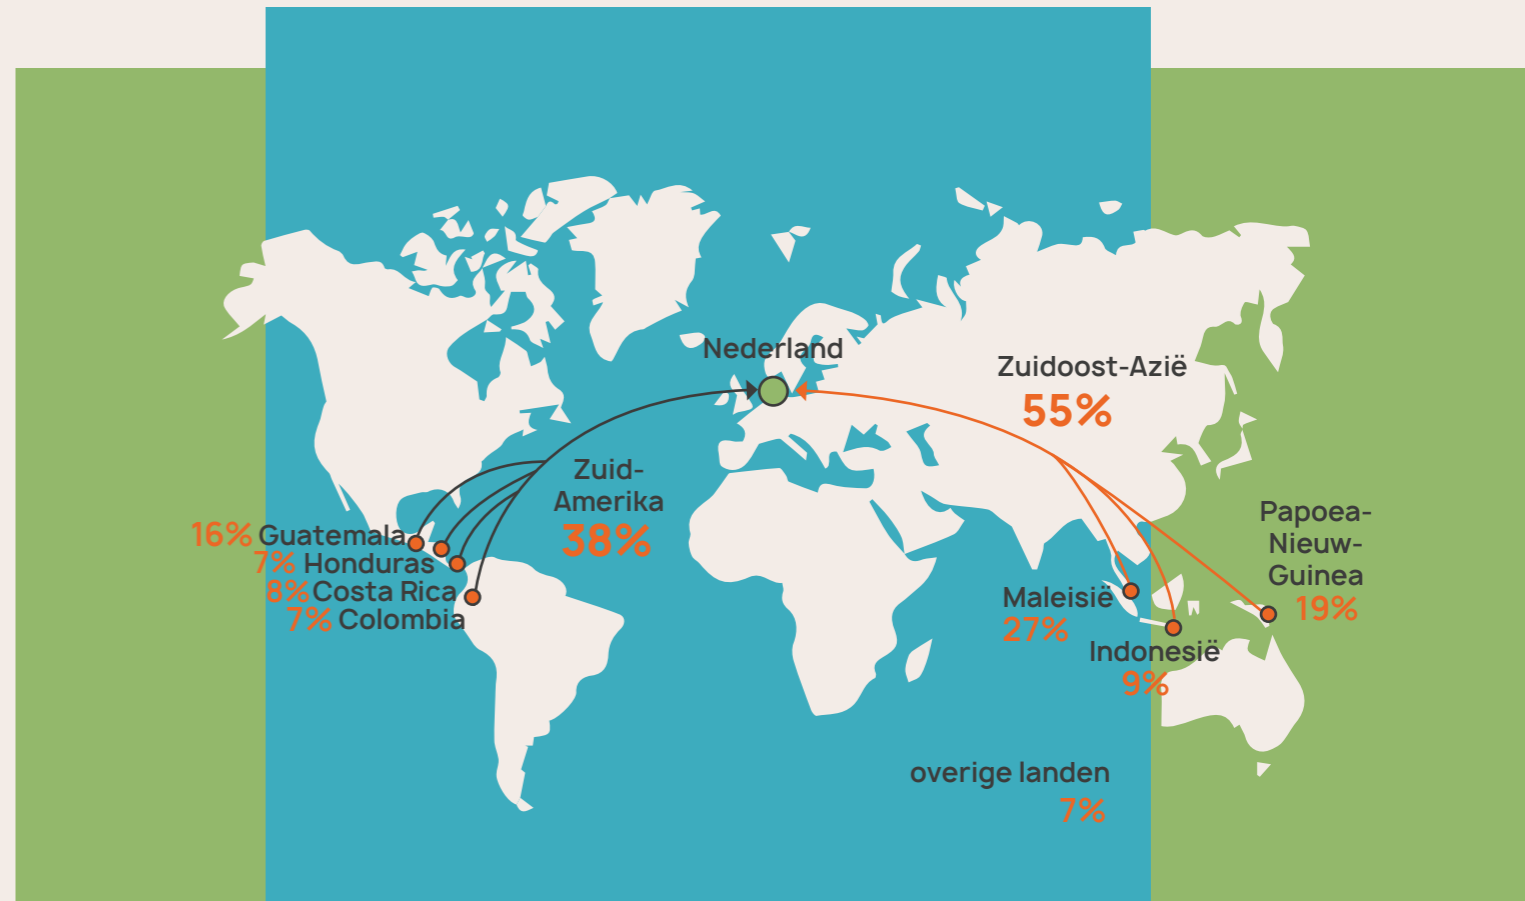 Nederland
Zuidoost-Azië
55%
Zuid-
Amerika
38%
16% Guatemala
7% Honduras
8% Costa Rica
7% Colombia
Papoea-
Nieuw-
Guinea
19%
Maleisië
27%
Indonesië
9%
overige landen
7%